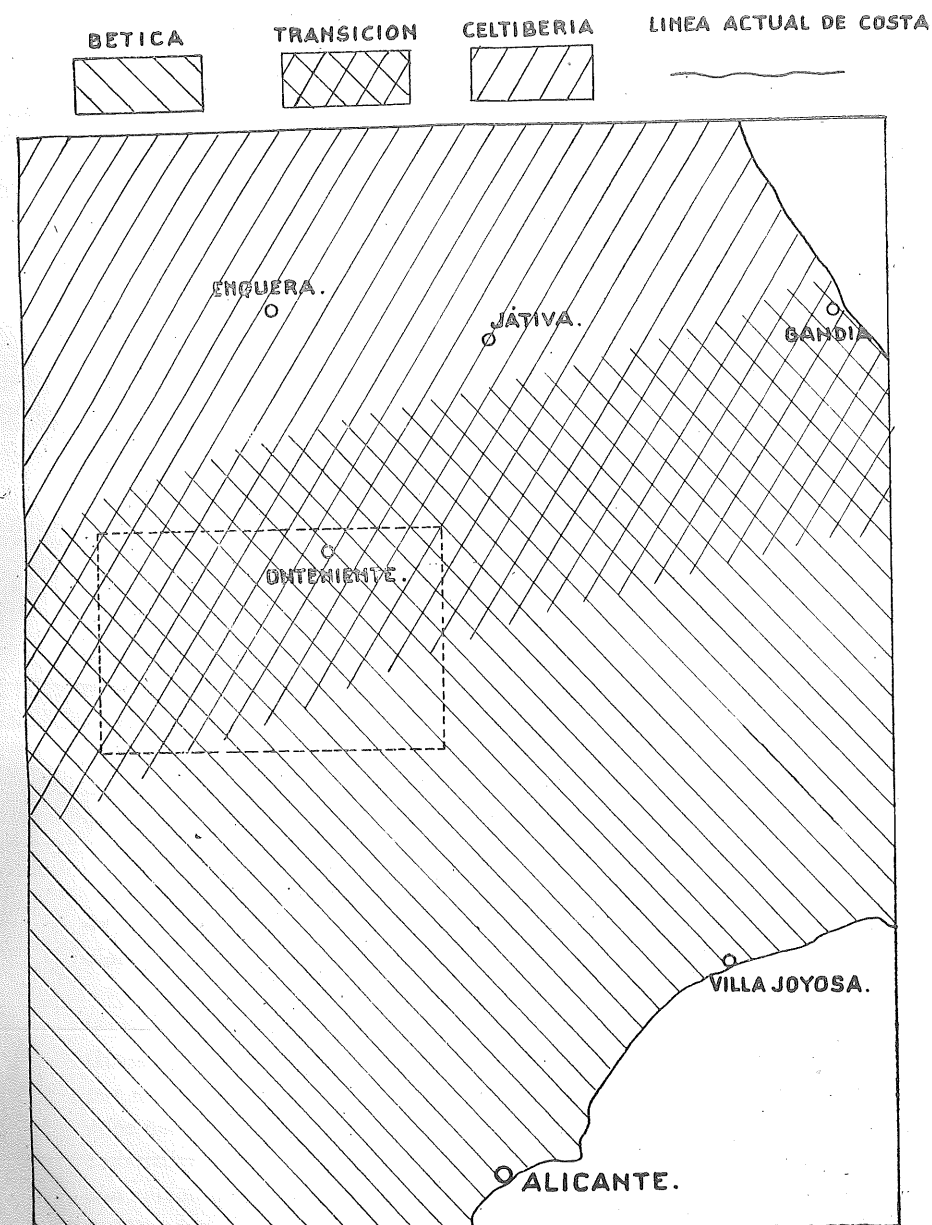 BETICA
TRANSICION
CELTIBERIA
LINEA ACTUAL DE COSTA
ENGUERA.
JÁTIVA.
GANDIA
ONTENIENTE.
VILLA JOYOSA.
ALICANTE.